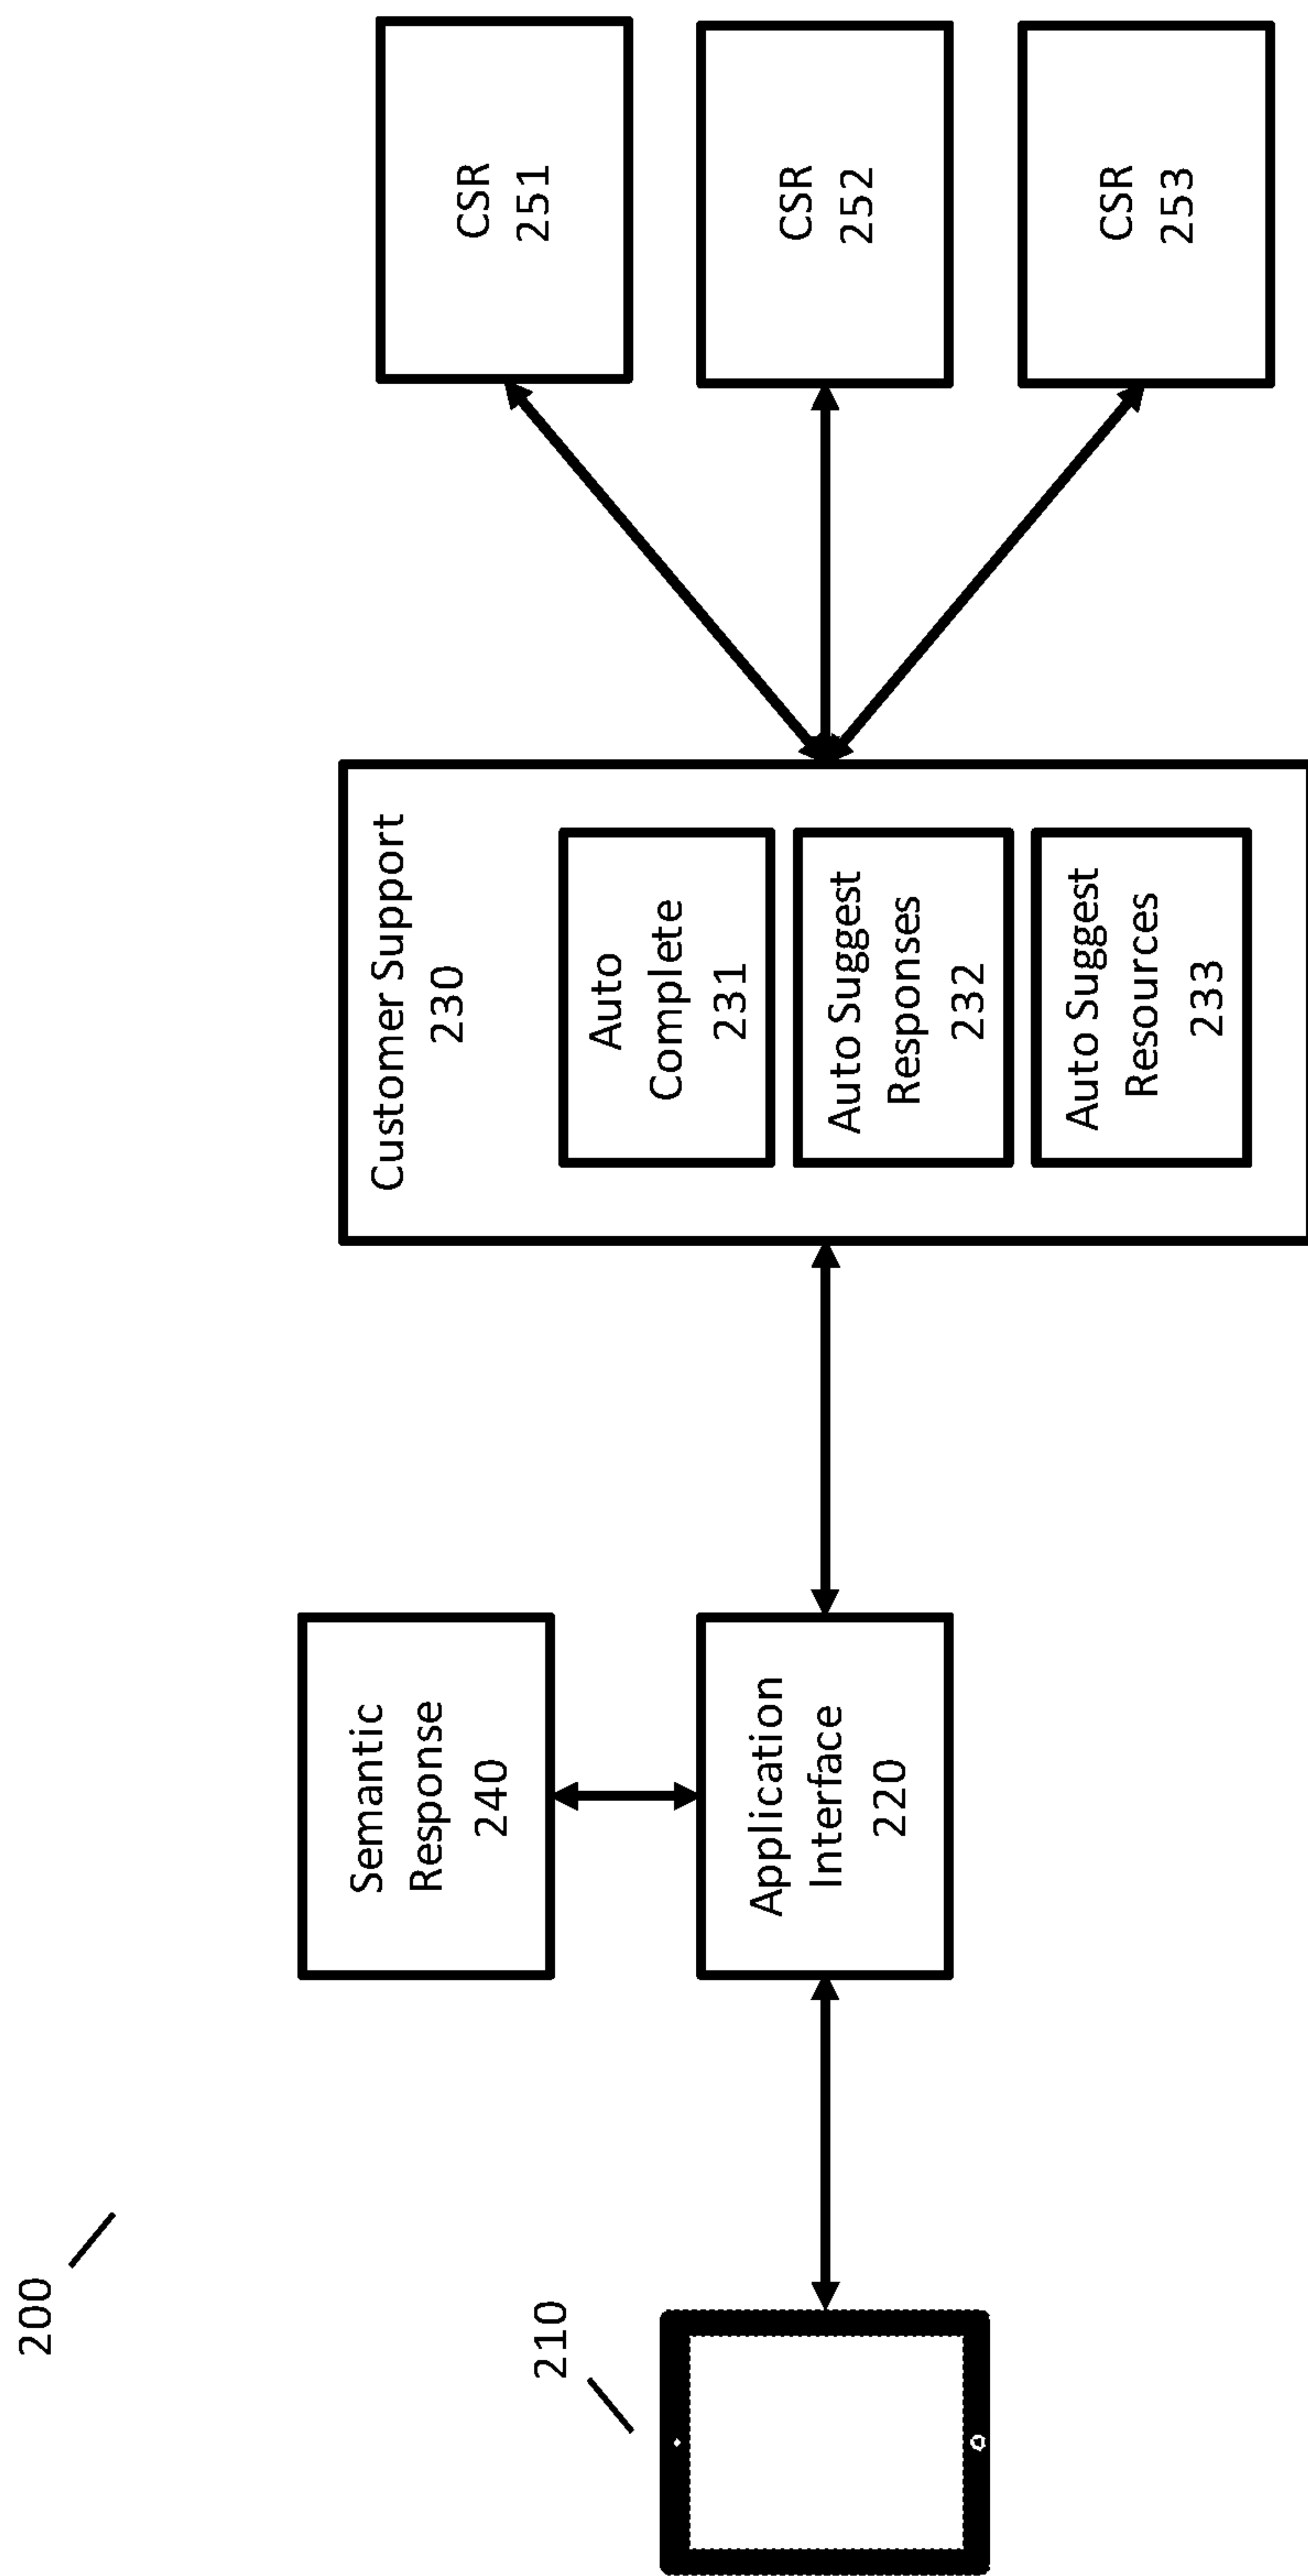 200
210
Semantic
Response
240
Application
Interface
220
Customer Support
230
Auto
Complete
231
Auto Suggest
Responses
232
Auto Suggest
Resources
233
CSR
251
CSR
252
CSR
253